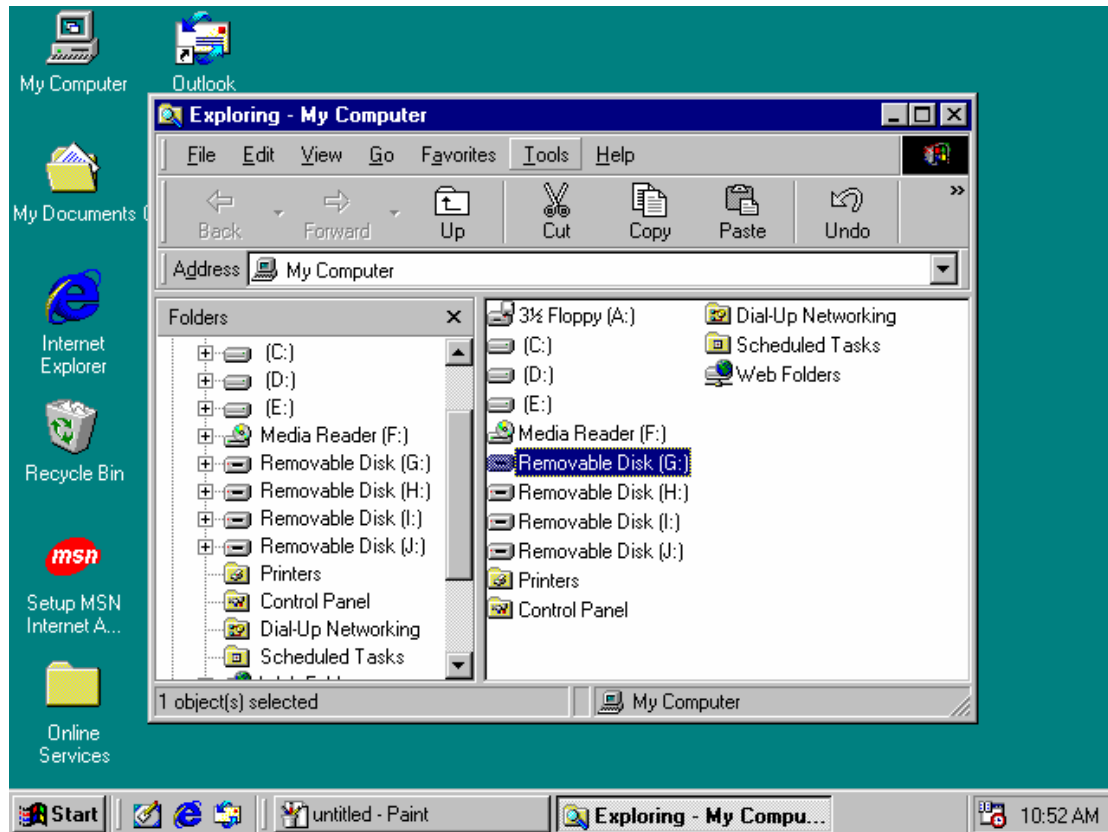 My Computer
Outlook
Exploring - My Computer
File Edit View Go Favorites Tools Help
Back Forward Up Cut Copy Paste Undo »
Address My Computer
My Documents
Internet
Explorer
Recycle Bin
msn
Setup MSN
Internet A...
Online
Services
Folders
(C:)
(D:)
(E:)
Media Reader (F:)
Removable Disk (G:)
Removable Disk (H:)
Removable Disk (I:)
Removable Disk (J:)
Printers
Control Panel
Dial-Up Networking
Scheduled Tasks
3½ Floppy (A:)
(C:)
(D:)
(E:)
Media Reader (F:)
Removable Disk (G:)
Removable Disk (H:)
Removable Disk (I:)
Removable Disk (J:)
Printers
Control Panel
Dial-Up Networking
Scheduled Tasks
Web Folders
1 object(s) selected
My Computer
Start
untitled - Paint
Exploring - My Compu...
10:52 AM